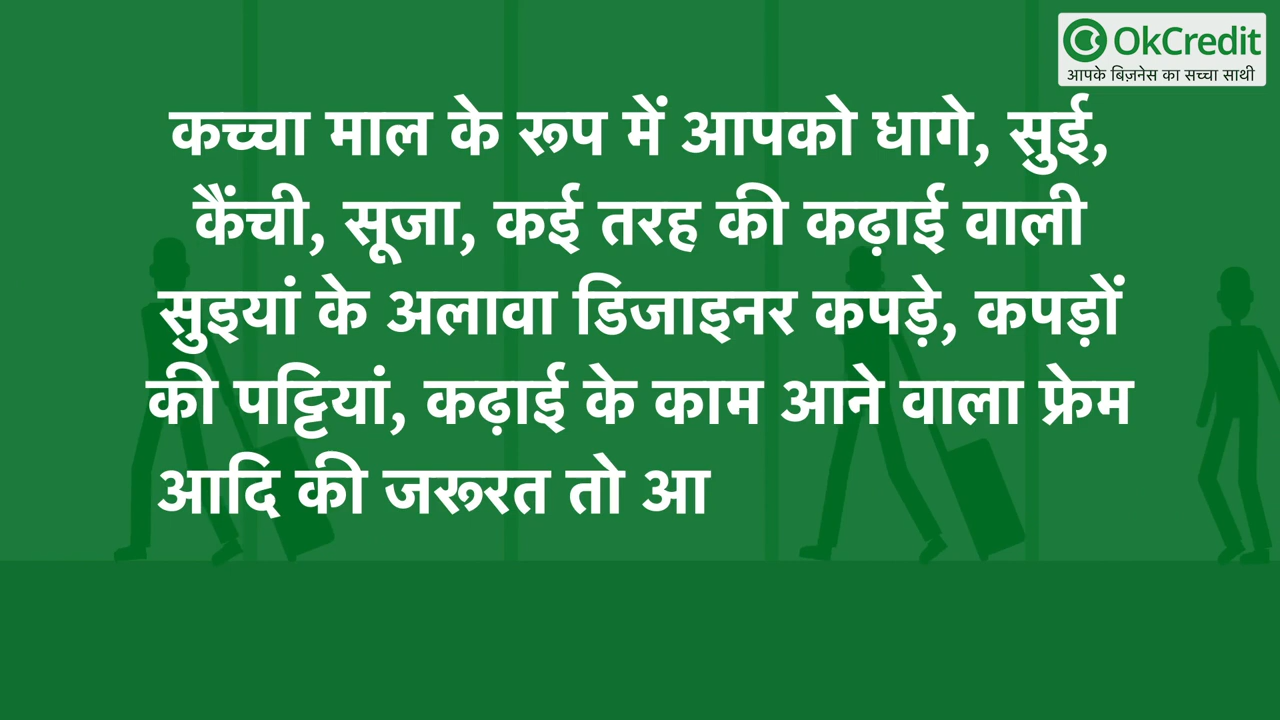 OkCredit
आपके बिज़नेस का सच्चा साथी
कच्चा माल के रूप में आपको धागे, सुई,
कैंची, सूजा, कई तरह की कढ़ाई वाली
सुइयां के अलावा डिजाइनर कपड़े, कपड़ों
की पट्टियां, कढ़ाई के काम आने वाला फ्रेम
आदि की जरूरत तो आ